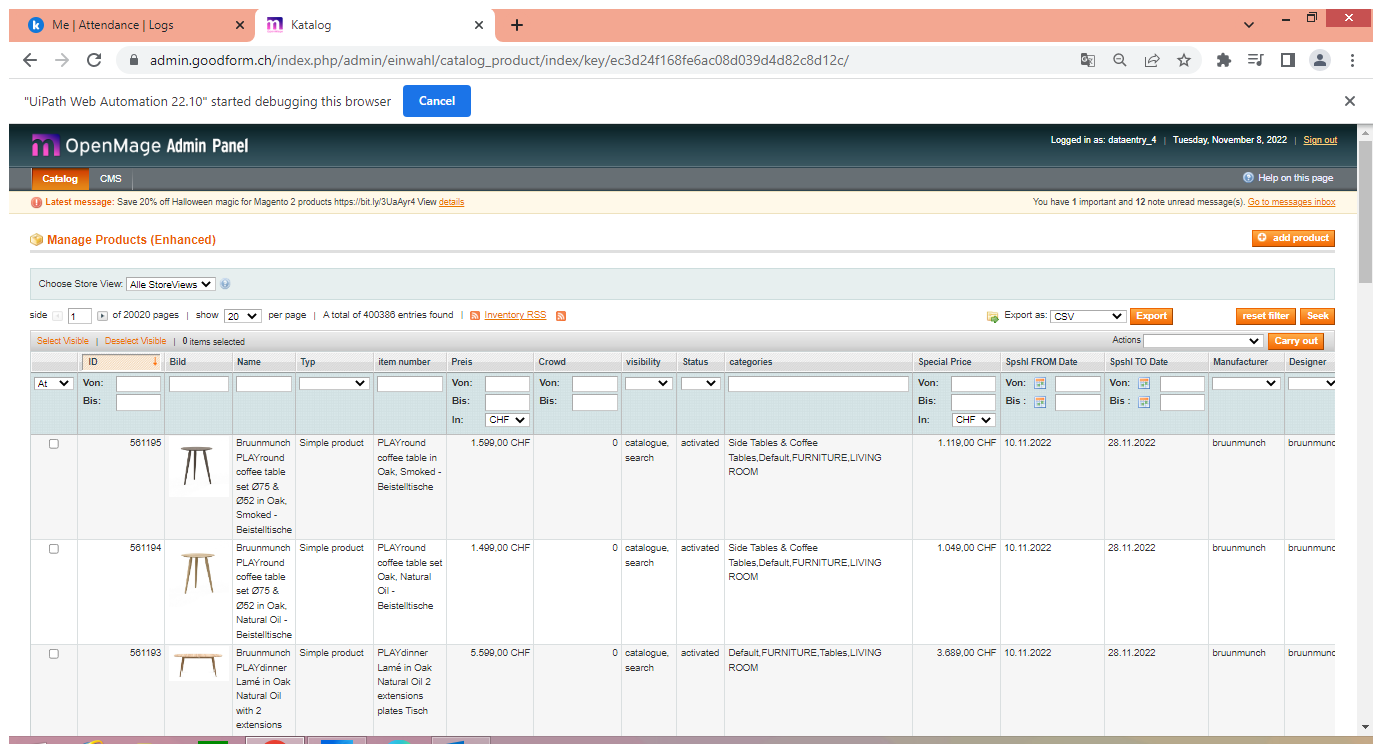 Me | Attendance | Logs
Katalog
admin.goodform.ch/index.php/admin/einwahl/catalog_product/index/key/ec3d24f168fe6ac08d039d4d82c8d12c/
"UiPath Web Automation 22.10" started debugging this browser Cancel
OpenMage Admin Panel
Logged in as: dataentry_4 | Tuesday, November 8, 2022 | Sign out
Catalog CMS Help on this page
Latest message: Save 20% off Halloween magic for Magento 2 products https://bit.ly/3UaAyr4 View details You have 1 important and 12 note unread message(s). Go to messages inbox
Manage Products (Enhanced) add product
Choose Store View: Alle StoreViews
side 1 of 20020 pages | show 20 per page | A total of 400386 entries found | Inventory RSS Export as: CSV Export reset filter Seek
Select Visible | Deselect Visible | 0 items selected Actions Carry out
ID Bild Name Typ item number Preis Crowd visibility Status categories Special Price Spshl FROM Date Spshl TO Date Manufacturer Designer
At Von: Von: Von: Von: Von: Von:
Bis: Bis: Bis: Bis: Bis : Bis :
In: CHF In: CHF
561195 Bruunmunch Simple product PLAYround 1.599,00 CHF 0 catalogue, activated Side Tables & Coffee 1.119,00 CHF 10.11.2022 28.11.2022 bruunmunch bruunmunc
PLAYround coffee table in search Tables,Default,FURNITURE,LIVING
coffee table Oak, Smoked - ROOM
set Ø75 & Beistelltische
Ø52 in Oak,
Smoked -
Beistelltische
561194 Bruunmunch Simple product PLAYround 1.499,00 CHF 0 catalogue, activated Side Tables & Coffee 1.049,00 CHF 10.11.2022 28.11.2022 bruunmunch bruunmunc
PLAYround coffee table set search Tables,Default,FURNITURE,LIVING
coffee table Oak, Natural ROOM
set Ø75 & Oil -
Ø52 in Oak, Beistelltische
Natural Oil -
Beistelltische
561193 Bruunmunch Simple product PLAYdinner 5.599,00 CHF 0 catalogue, activated Default,FURNITURE,Tables,LIVING 3.689,00 CHF 10.11.2022 28.11.2022 bruunmunch bruunmunc
PLAYdinner Lamé in Oak search ROOM
Lamé in Oak Natural Oil 2
Natural Oil extensions
with 2 plates Tisch
extensions